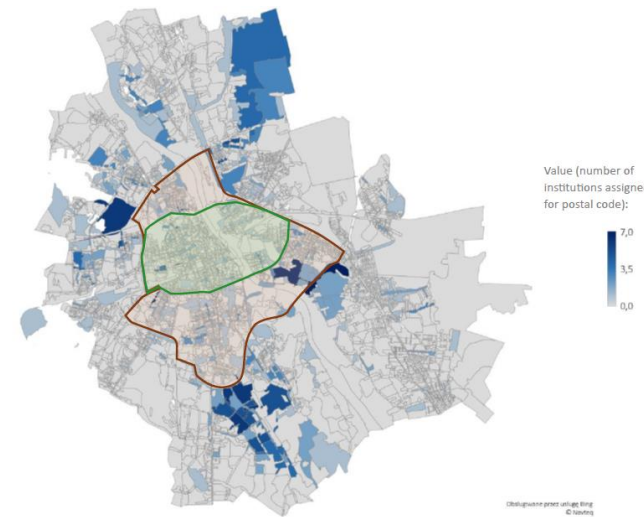 Value (number of
institutions assigne
for postal code):
7,0
3,5
0,0
Obsługiwane przez usługę Bing
© Navteq